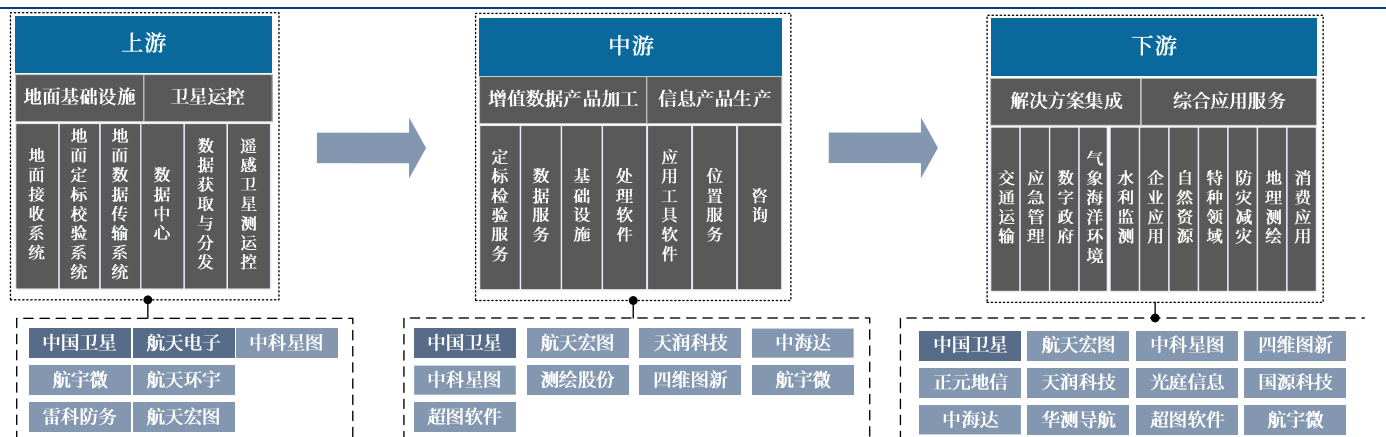 上游
地面基础设施
卫星运控
地面接收系统
地面定标校验系统
地面数据传输系统
数据中心
数据获取与分发
遥感卫星测运控
中国卫星
航天电子
中科星图
航宇微
航天环宇
雷科防务
航天宏图
中游
增值数据产品加工
信息产品生产
定标检验服务
数据服务
基础设施
处理软件
应用工具软件
位置服务
咨询
中国卫星
航天宏图
天润科技
中海达
中科星图
测绘股份
四维图新
航宇微
超图软件
下游
解决方案集成
综合应用服务
交通运输
应急管理
数字政府
气象海洋环境
水利监测
企业应用
自然资源
特种领域
防灾减灾
地理测绘
消费应用
中国卫星
航天宏图
中科星图
四维图新
正元地信
天润科技
光庭信息
国源科技
中海达
华测导航
超图软件
航宇微